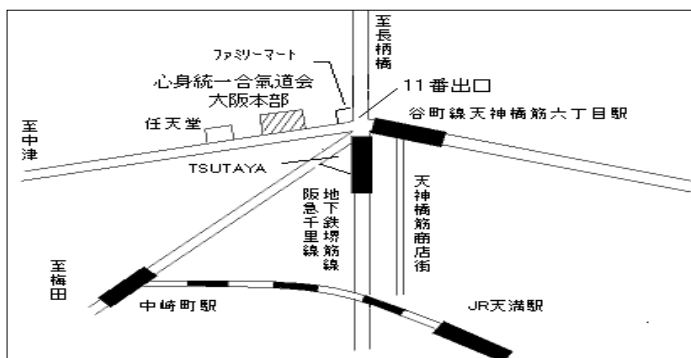 至長柄橋
ファミリーマート
心身統一合氣道会
大阪本部
11番出口
谷町線天神橋筋六丁目駅
任天堂
至中津
TSUTAYA
地下鉄堺筋線
阪急千里線
天神橋筋商店街
至梅田
中崎町駅
JR天満駅